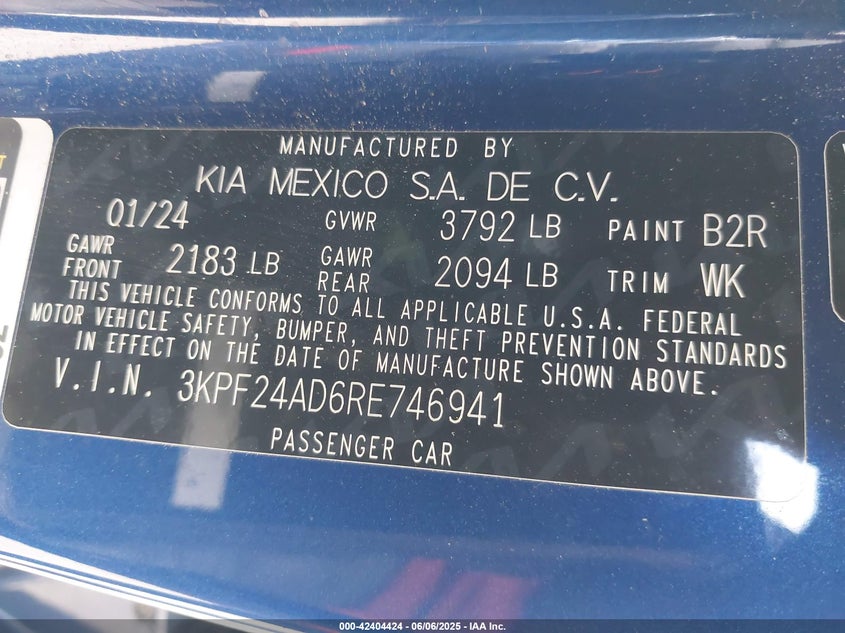 MANUFACTURED BY
KIA MEXICO S.A. DE C.V.
01/24 GVWR 3792 LB PAINT B2R
GAWR FRONT 2183 LB GAWR REAR 2094 LB TRIM WK
THIS VEHICLE CONFORMS TO ALL APPLICABLE U.S.A. FEDERAL
MOTOR VEHICLE SAFETY, BUMPER, AND THEFT PREVENTION STANDARDS
IN EFFECT ON THE DATE OF MANUFACTURE SHOWN ABOVE.
V.I.N. 3KPF24AD6RE746941
PASSENGER CAR
000-42404424 - 06/06/2025 - IAA Inc.